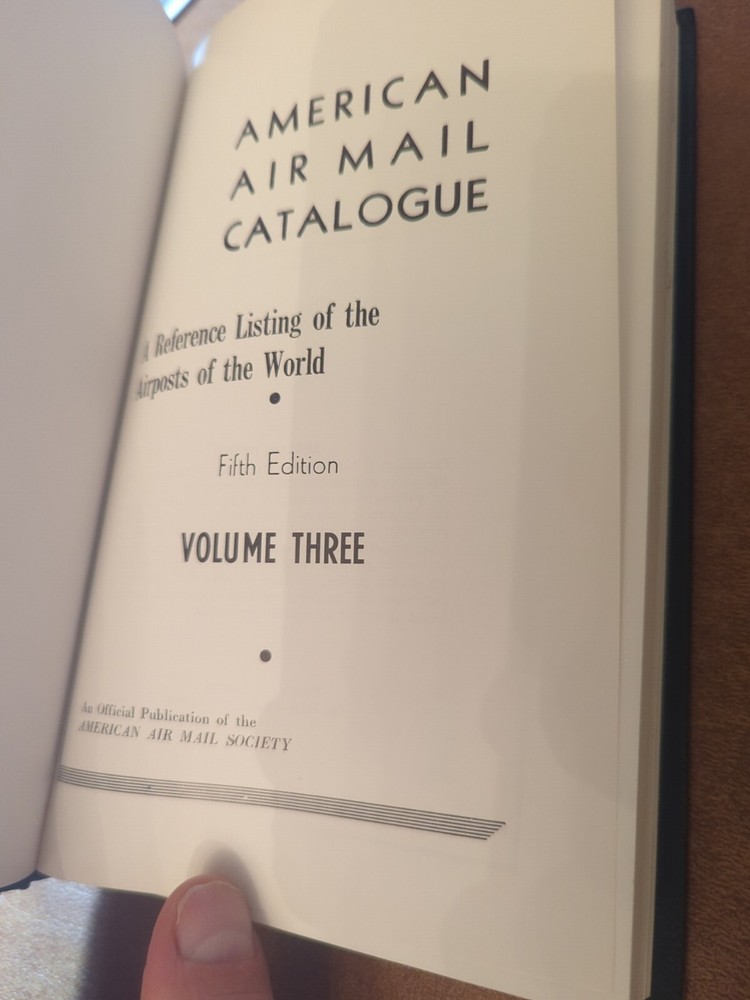 AMERICAN
AIR MAIL
CATALOGUE
A Reference Listing of the
Airposts of the World
Fifth Edition
VOLUME THREE
An Official Publication of the
AMERICAN AIR MAIL SOCIETY